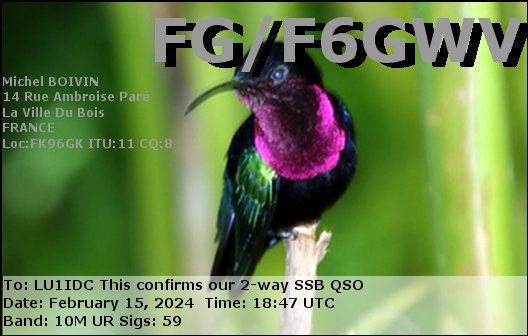 FG/F6GWV
Michel BOIVIN
14 Rue Ambroise Paré
La Ville Du Bois
FRANCE
Loc:FK96GK ITU:11 CQ:8
To: LU1IDC This confirms our 2-way SSB QSO
Date: February 15, 2024 Time: 18:47 UTC
Band: 10M UR Sigs: 59